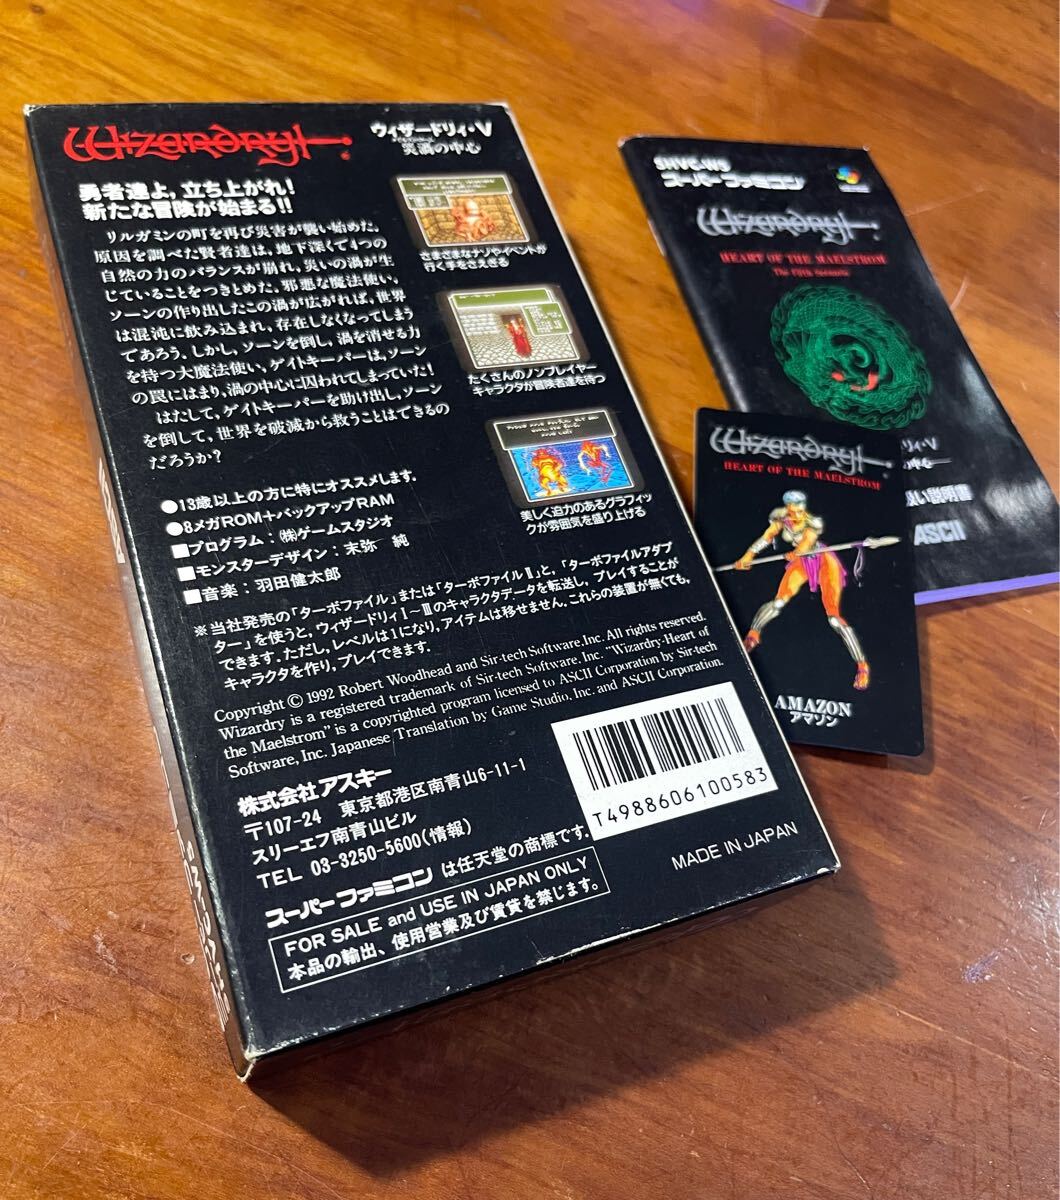 Wizardry
ウィザードリィ・V
災渦の中心
勇者達よ,立ち上がれ!
新たな冒険が始まる!!
リルガミンの町を再び災害が襲い始めた。
原因を調べた賢者達は、地下深くで4つの
自然の力のバランスが崩れ、災いの渦が生
じていることをつきとめた。邪悪な魔法使い、
ソーンの作り出したこの渦が広がれば、世界
は混沌に飲み込まれ、存在しなくなってしまう
であろう。しかし、ソーンを倒し、渦を消せる力
を持つ大魔法使い、ゲイトキーパーは、ソーン
の罠にはまり、渦の中心に囚われてしまっていた!
はたして、ゲイトキーパーを助け出し、ソーン
を倒して、世界を破滅から救うことはできるの
だろうか?
さまざまなナゾやイベントが
行く手をさえぎる
たくさんのノンプレイヤー
キャラクタが冒険者達を待つ
美しく迫力のあるグラフィッ
クが雰囲気を盛り上げる
●13歳以上の方に特にオススメします.
●8メガROM+バックアップRAM
■プログラム:㈱ゲームスタジオ
■モンスターデザイン:末弥 純
■音楽:羽田健太郎
※当社発売の「ターボファイル」または「ターボファイルⅡ」と、「ターボファイルアダプ
ター」を使うと、ウィザードリィⅠ~Ⅲのキャラクタデータを転送し、プレイすることが
できます.ただし,レベルは1になり,アイテムは移せません.これらの装置が無くても,
キャラクタを作り,プレイできます.
Copyright © 1992 Robert Woodhead and Sir-tech Software.Inc. All rights reserved.
Wizardry is a registered trademark of Sir-tech Software. Inc. "Wizardry-Heart of
the Maelstrom" is a copyrighted program licensed to ASCII Corporation by Sir-tech
Software, Inc. Japanese Translation by Game Studio. Inc. and ASCII Corporation.
株式会社アスキー
〒107-24 東京都港区南青山6-11-1
スリーエフ南青山ビル
TEL 03-3250-5600(情報)
スーパーファミコン は任天堂の商標です.
FOR SALE and USE IN JAPAN ONLY
本品の輸出、使用営業及び賃貸を禁じます。
T4988606100583
MADE IN JAPAN
SHVC-W5
スーパーファミコン
Wizardry
HEART OF THE MAELSTROM
The Fifth Scenario
リィ・V
の中心
扱い説明書
ASCII
Wizardry
HEART OF THE MAELSTROM
AMAZON
アマゾン